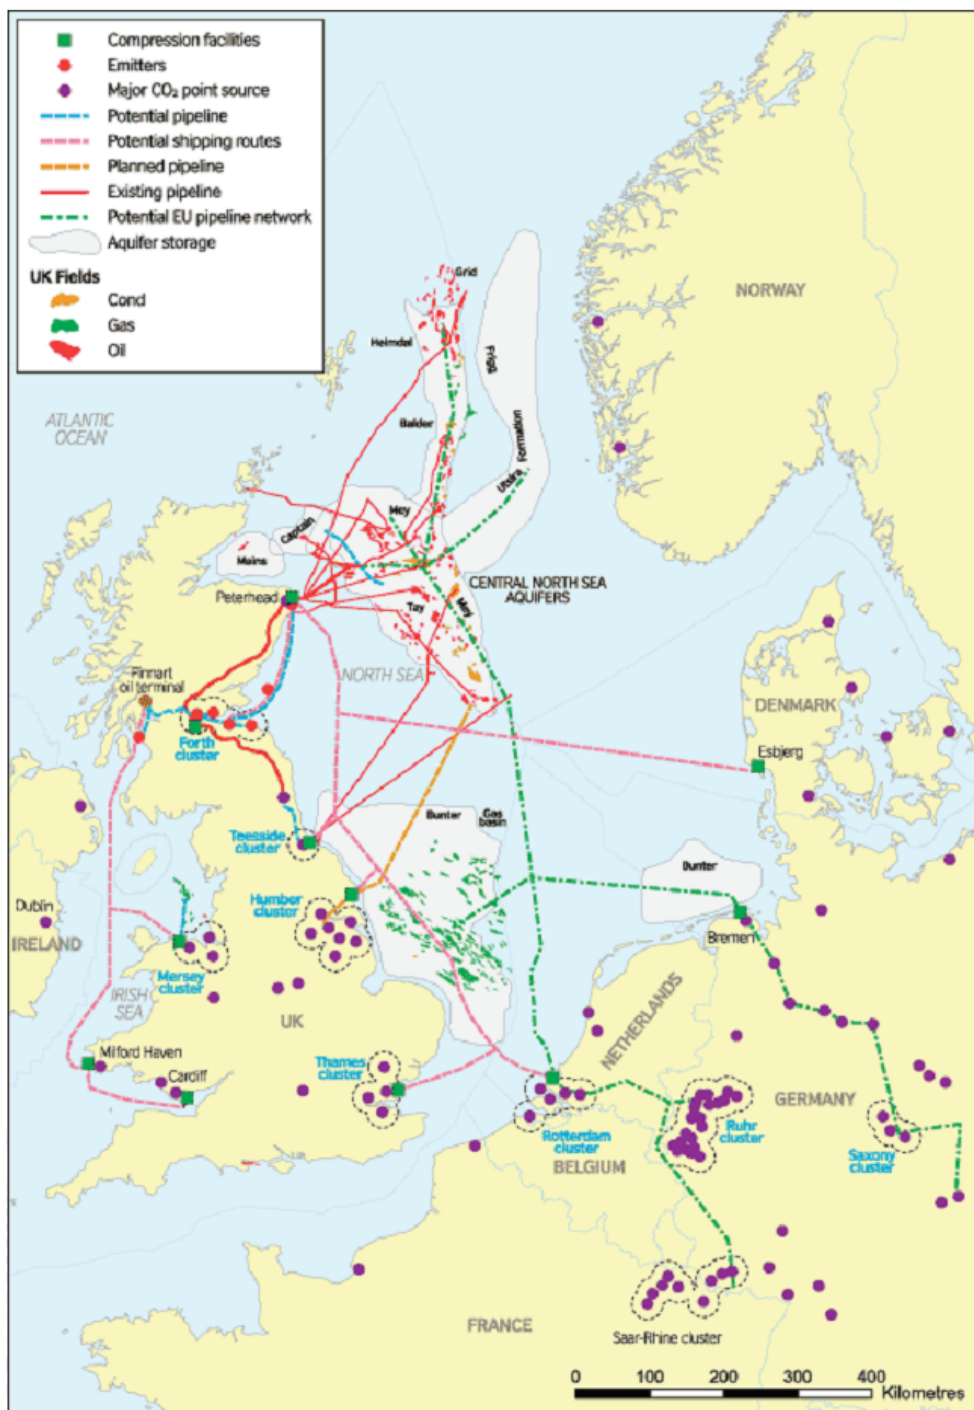 Compression facilities
Emitters
Major CO₂ point source
Potential pipeline
Potential shipping routes
Planned pipeline
Existing pipeline
Potential EU pipeline network
Aquifer storage
UK Fields
Cond
Gas
Oil
Grid
NORWAY
Heimdal
Frigg
ATLANTIC
OCEAN
Balder
Formation
Utsira
Mey
Captain
Mains
CENTRAL NORTH SEA
AQUIFERS
Peterhead
Tay
Mey
NORTH SEA
Finnart
oil terminal
DENMARK
Forth
cluster
Esbjerg
Bunter
Gas
basin
Teesside
cluster
Bunter
Humber
cluster
Dublin
IRELAND
Bremen
Mersey
cluster
IRISH
SEA
NETHERLANDS
UK
Milford Haven
Thames
cluster
Cardiff
GERMANY
Rotterdam
cluster
Ruhr
cluster
BELGIUM
Saxony
cluster
FRANCE
Saar-Rhine cluster
0 100 200 300 400
Kilometres